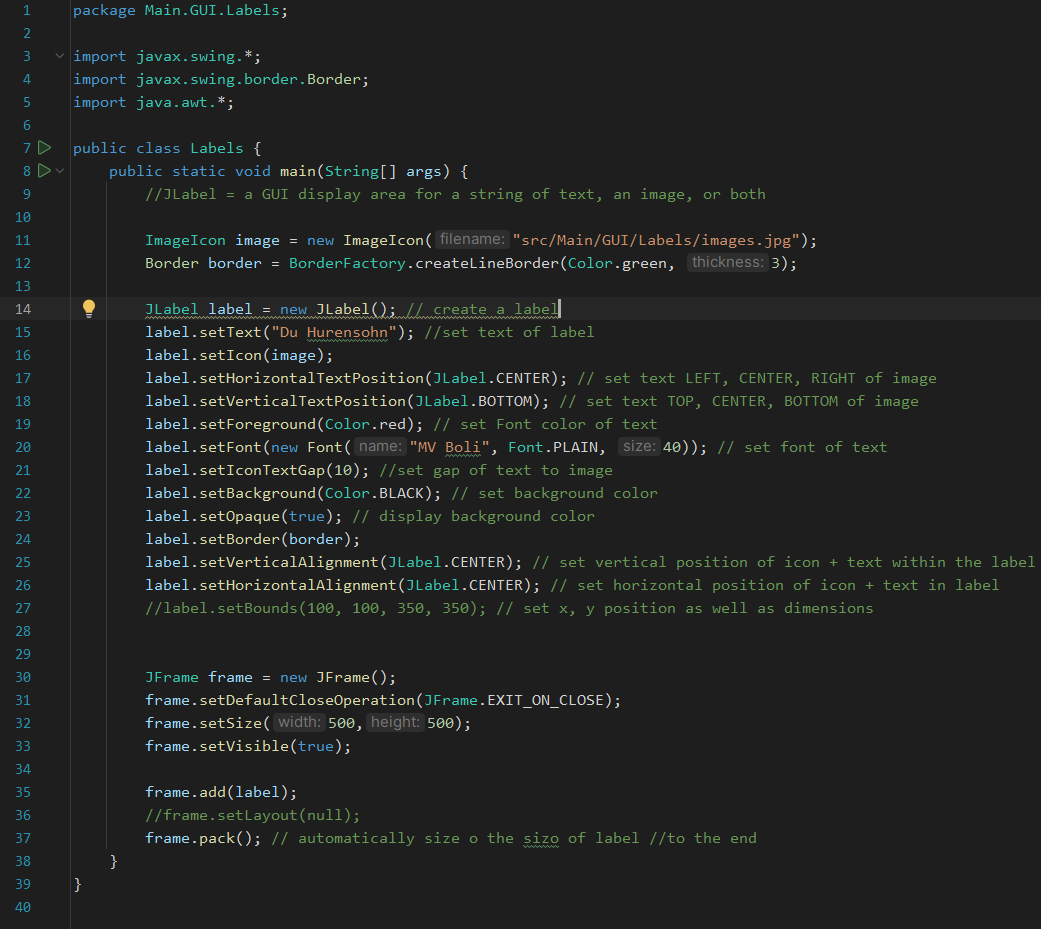 1 package Main.GUI.Labels;
2
3 import javax.swing.*;
4 import javax.swing.border.Border;
5 import java.awt.*;
6
7 public class Labels {
8 public static void main(String[] args) {
9 //JLabel = a GUI display area for a string of text, an image, or both
10
11 ImageIcon image = new ImageIcon( filename: "src/Main/GUI/Labels/images.jpg");
12 Border border = BorderFactory.createLineBorder(Color.green, thickness: 3);
13
14 JLabel label = new JLabel(); // create a label
15 label.setText("Du Hurensohn"); //set text of label
16 label.setIcon(image);
17 label.setHorizontalTextPosition(JLabel.CENTER); // set text LEFT, CENTER, RIGHT of image
18 label.setVerticalTextPosition(JLabel.BOTTOM); // set text TOP, CENTER, BOTTOM of image
19 label.setForeground(Color.red); // set Font color of text
20 label.setFont(new Font( name: "MV Boli", Font.PLAIN, size: 40)); // set font of text
21 label.setIconTextGap(10); //set gap of text to image
22 label.setBackground(Color.BLACK); // set background color
23 label.setOpaque(true); // display background color
24 label.setBorder(border);
25 label.setVerticalAlignment(JLabel.CENTER); // set vertical position of icon + text within the label
26 label.setHorizontalAlignment(JLabel.CENTER); // set horizontal position of icon + text in label
27 //label.setBounds(100, 100, 350, 350); // set x, y position as well as dimensions
28
29
30 JFrame frame = new JFrame();
31 frame.setDefaultCloseOperation(JFrame.EXIT_ON_CLOSE);
32 frame.setSize( width: 500, height: 500);
33 frame.setVisible(true);
34
35 frame.add(label);
36 //frame.setLayout(null);
37 frame.pack(); // automatically size o the sizo of label //to the end
38 }
39 }
40